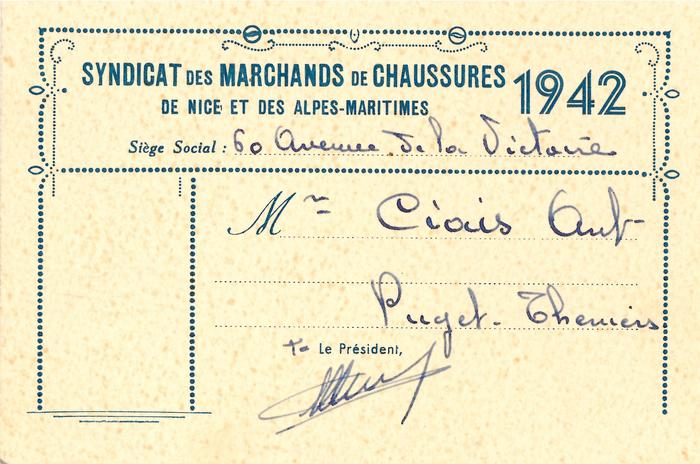 SYNDICAT DES MARCHANDS DE CHAUSSURES 1942
DE NICE ET DES ALPES-MARITIMES
Siège Social : 60 Avenue de la Victoire
Mr Ciais Ant
Puget-Theniers
Le Président,